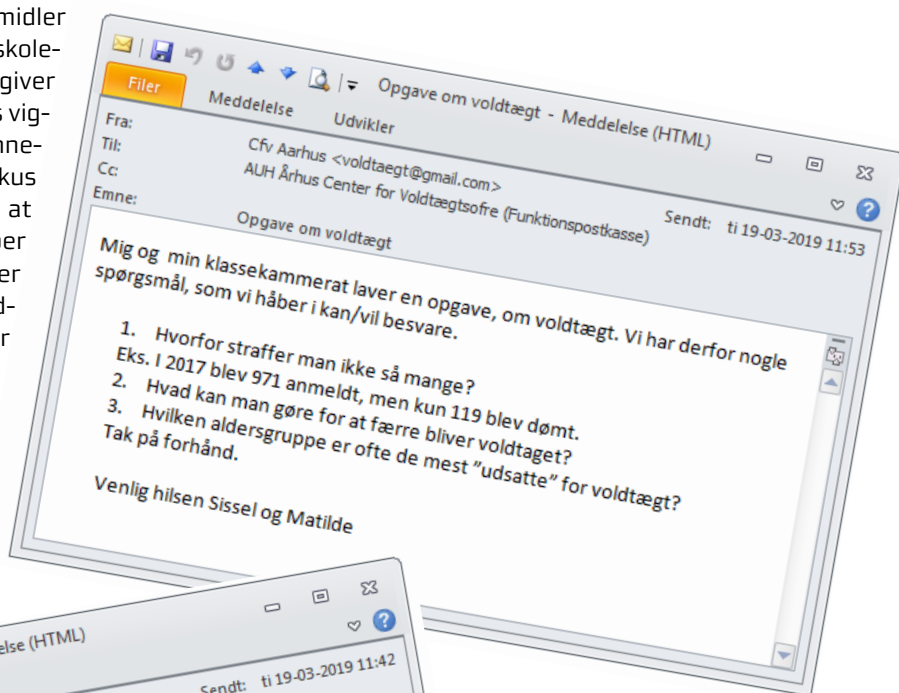 midler
skole-
giver
s vig-
nne-
kus
at
er
er
d-
r
Opgave om voldtægt - Meddelelse (HTML)
Filer
Meddelelse
Udvikler
Fra:
Til:
Cfv Aarhus <voldtaegt@gmail.com>
Cc:
AUH Århus Center for Voldtægtsofre (Funktionspostkasse)
Sendt: ti 19-03-2019 11:53
Emne:
Opgave om voldtægt
Mig og min klassekammerat laver en opgave, om voldtægt. Vi har derfor nogle
spørgsmål, som vi håber i kan/vil besvare.
1. Hvorfor straffer man ikke så mange?
Eks. I 2017 blev 971 anmeldt, men kun 119 blev dømt.
2. Hvad kan man gøre for at færre bliver voldtaget?
3. Hvilken aldersgruppe er ofte de mest "udsatte" for voldtægt?
Tak på forhånd.
Venlig hilsen Sissel og Matilde
else (HTML)
Sendt: ti 19-03-2019 11:42